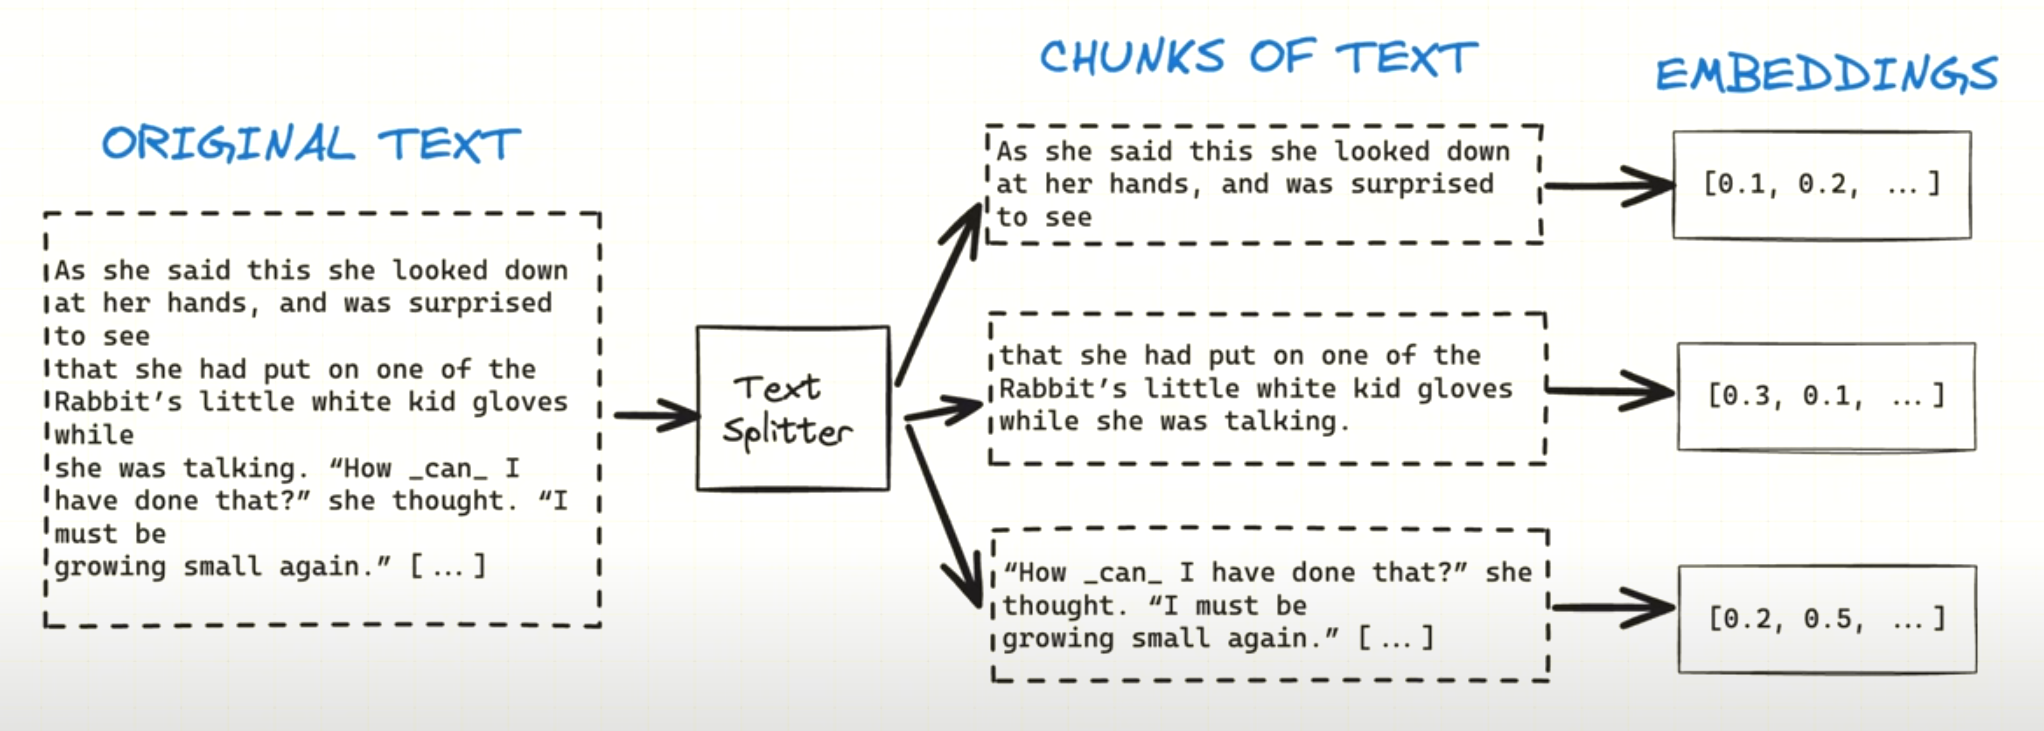 ORIGINAL TEXT
As she said this she looked down
at her hands, and was surprised
to see
that she had put on one of the
Rabbit’s little white kid gloves
while
she was talking. “How _can_ I
have done that?” she thought. “I
must be
growing small again.” [...]
Text
Splitter
CHUNKS OF TEXT
As she said this she looked down
at her hands, and was surprised
to see
that she had put on one of the
Rabbit’s little white kid gloves
while she was talking.
“How _can_ I have done that?” she
thought. “I must be
growing small again.” [...]
EMBEDDINGS
[0.1, 0.2, ...]
[0.3, 0.1, ...]
[0.2, 0.5, ...]